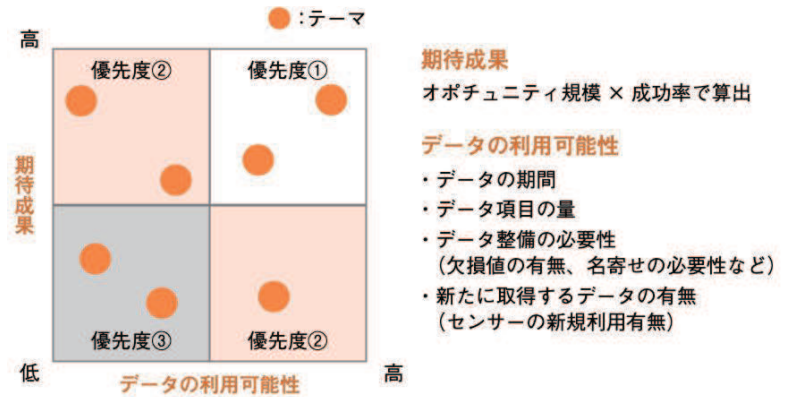 ：テーマ
高
優先度②
優先度①
期待成果
優先度③
優先度②
低
データの利用可能性
高
期待成果
オポチュニティ規模 × 成功率で算出
データの利用可能性
・データの期間
・データ項目の量
・データ整備の必要性
（欠損値の有無、名寄せの必要性など）
・新たに取得するデータの有無
（センサーの新規利用有無）